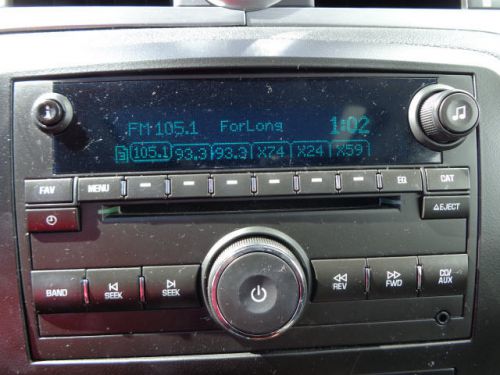 FM 105.1 ForLong 1:02
3 105.1 93.3 93.3 X74 X24 X59
FAV MENU EQ CAT
EJECT
BAND SEEK SEEK REV FWD CD/AUX